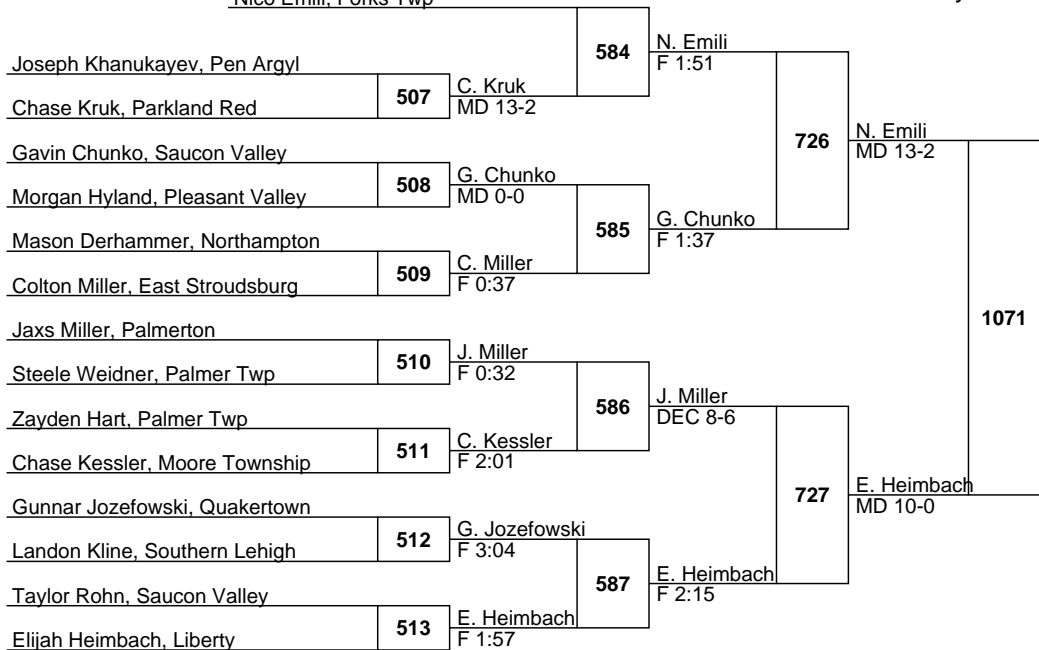 Nico Emili, Forks Twp
584
N. Emili
F 1:51
Joseph Khanukayev, Pen Argyl
507
C. Kruk
MD 13-2
Chase Kruk, Parkland Red
726
N. Emili
MD 13-2
Gavin Chunko, Saucon Valley
508
G. Chunko
MD 0-0
Morgan Hyland, Pleasant Valley
585
G. Chunko
F 1:37
Mason Derhammer, Northampton
509
C. Miller
F 0:37
Colton Miller, East Stroudsburg
1071
Jaxs Miller, Palmerton
510
J. Miller
F 0:32
Steele Weidner, Palmer Twp
586
J. Miller
DEC 8-6
Zayden Hart, Palmer Twp
511
C. Kessler
F 2:01
Chase Kessler, Moore Township
727
E. Heimbach
MD 10-0
Gunnar Jozefowski, Quakertown
512
G. Jozefowski
F 3:04
Landon Kline, Southern Lehigh
587
E. Heimbach
F 2:15
Taylor Rohn, Saucon Valley
513
E. Heimbach
F 1:57
Elijah Heimbach, Liberty